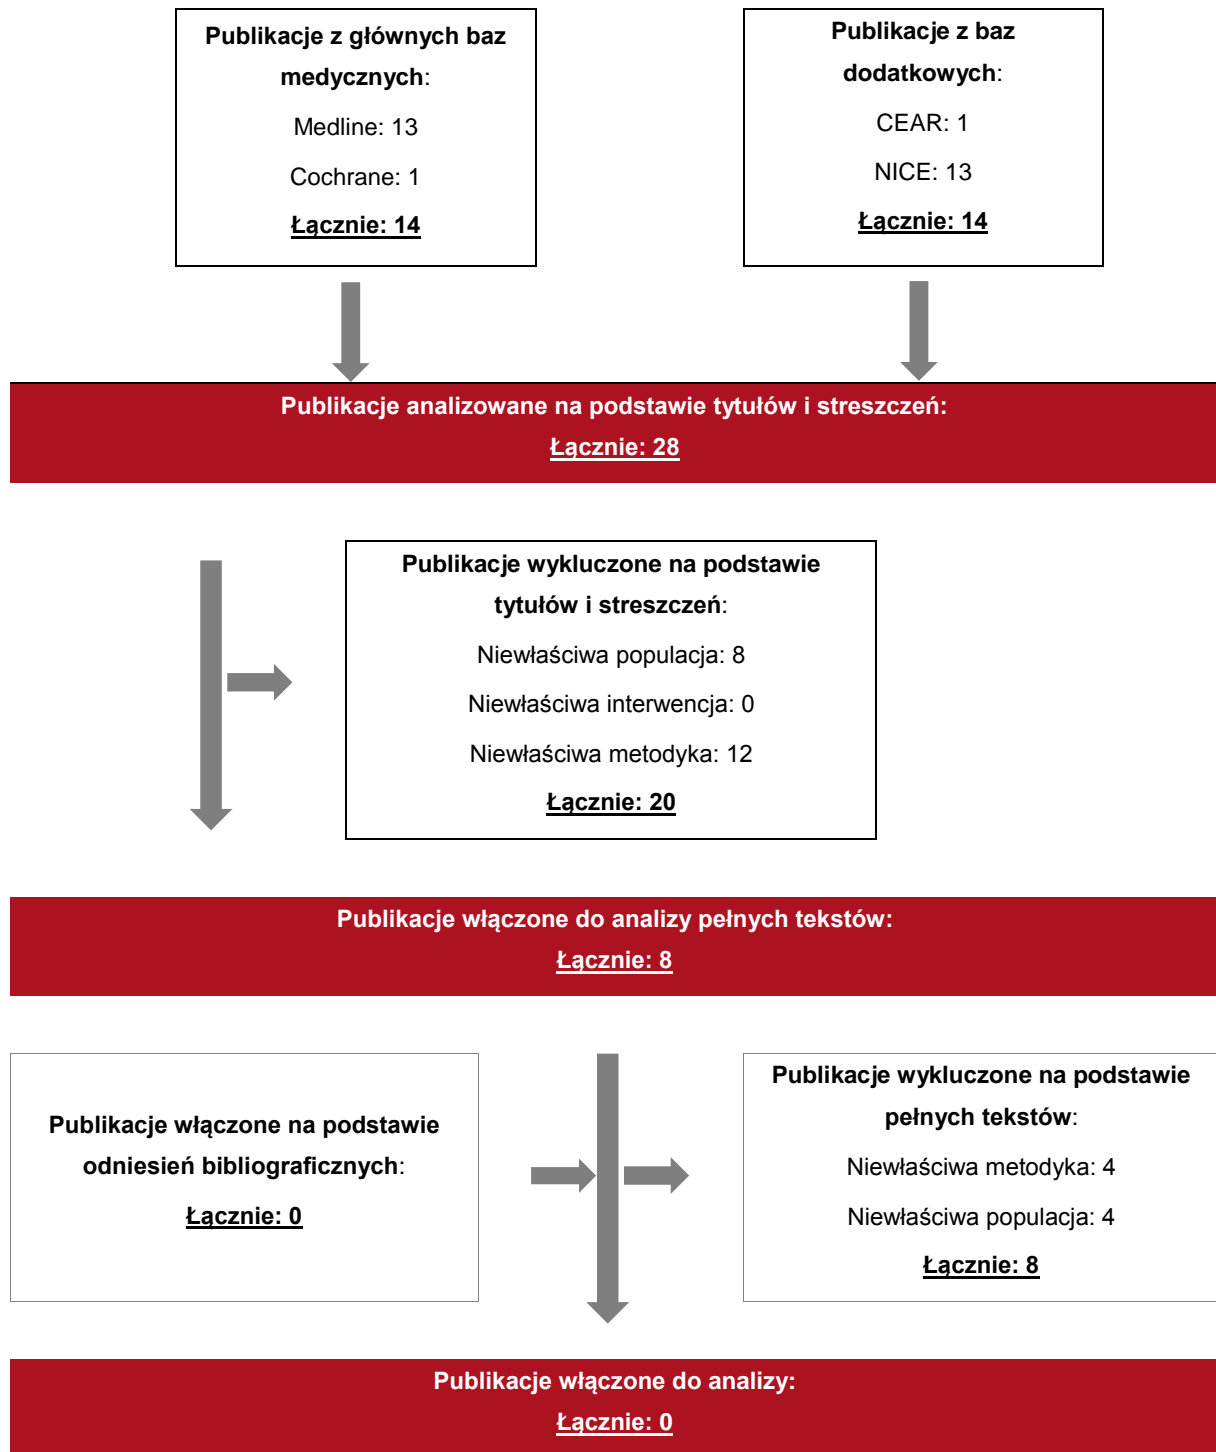 Publikacje z głównych baz
medycznych:
Medline: 13
Cochrane: 1
Łącznie: 14
Publikacje z baz
dodatkowych:
CEAR: 1
NICE: 13
Łącznie: 14
Publikacje analizowane na podstawie tytułów i streszczeń:
Łącznie: 28
Publikacje wykluczone na podstawie
tytułów i streszczeń:
Niewłaściwa populacja: 8
Niewłaściwa interwencja: 0
Niewłaściwa metodyka: 12
Łącznie: 20
Publikacje włączone do analizy pełnych tekstów:
Łącznie: 8
Publikacje włączone na podstawie
odniesień bibliograficznych:
Łącznie: 0
Publikacje wykluczone na podstawie
pełnych tekstów:
Niewłaściwa metodyka: 4
Niewłaściwa populacja: 4
Łącznie: 8
Publikacje włączone do analizy:
Łącznie: 0